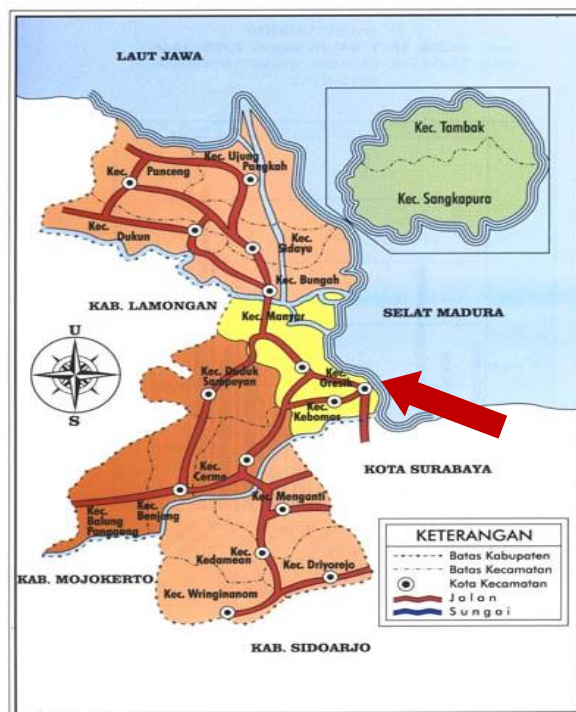 LAUT JAWA
Kec. Tambak
Kec. Sangkapura
Kec. Ujung
Pangkah
Kec. Panceng
Kec.
Dukun
Kec.
Sidayu
Kec. Bungah
KAB. LAMONGAN
Kec. Manyar
SELAT MADURA
U
S
Kec. Duduk
Sampeyan
Kec.
Gresik
Kec.
Kebomas
KOTA SURABAYA
Kec.
Cerme
Kec. Menganti
Kec.
Balung
Panggang
Kec.
Benjang
Kec.
Kedamean
Kec. Driyorejo
Kec. Wringinanom
KAB. MOJOKERTO
KAB. SIDOARJO
KETERANGAN
Batas Kabupaten
Batas Kecamatan
Kota Kecamatan
Jalan
Sungai